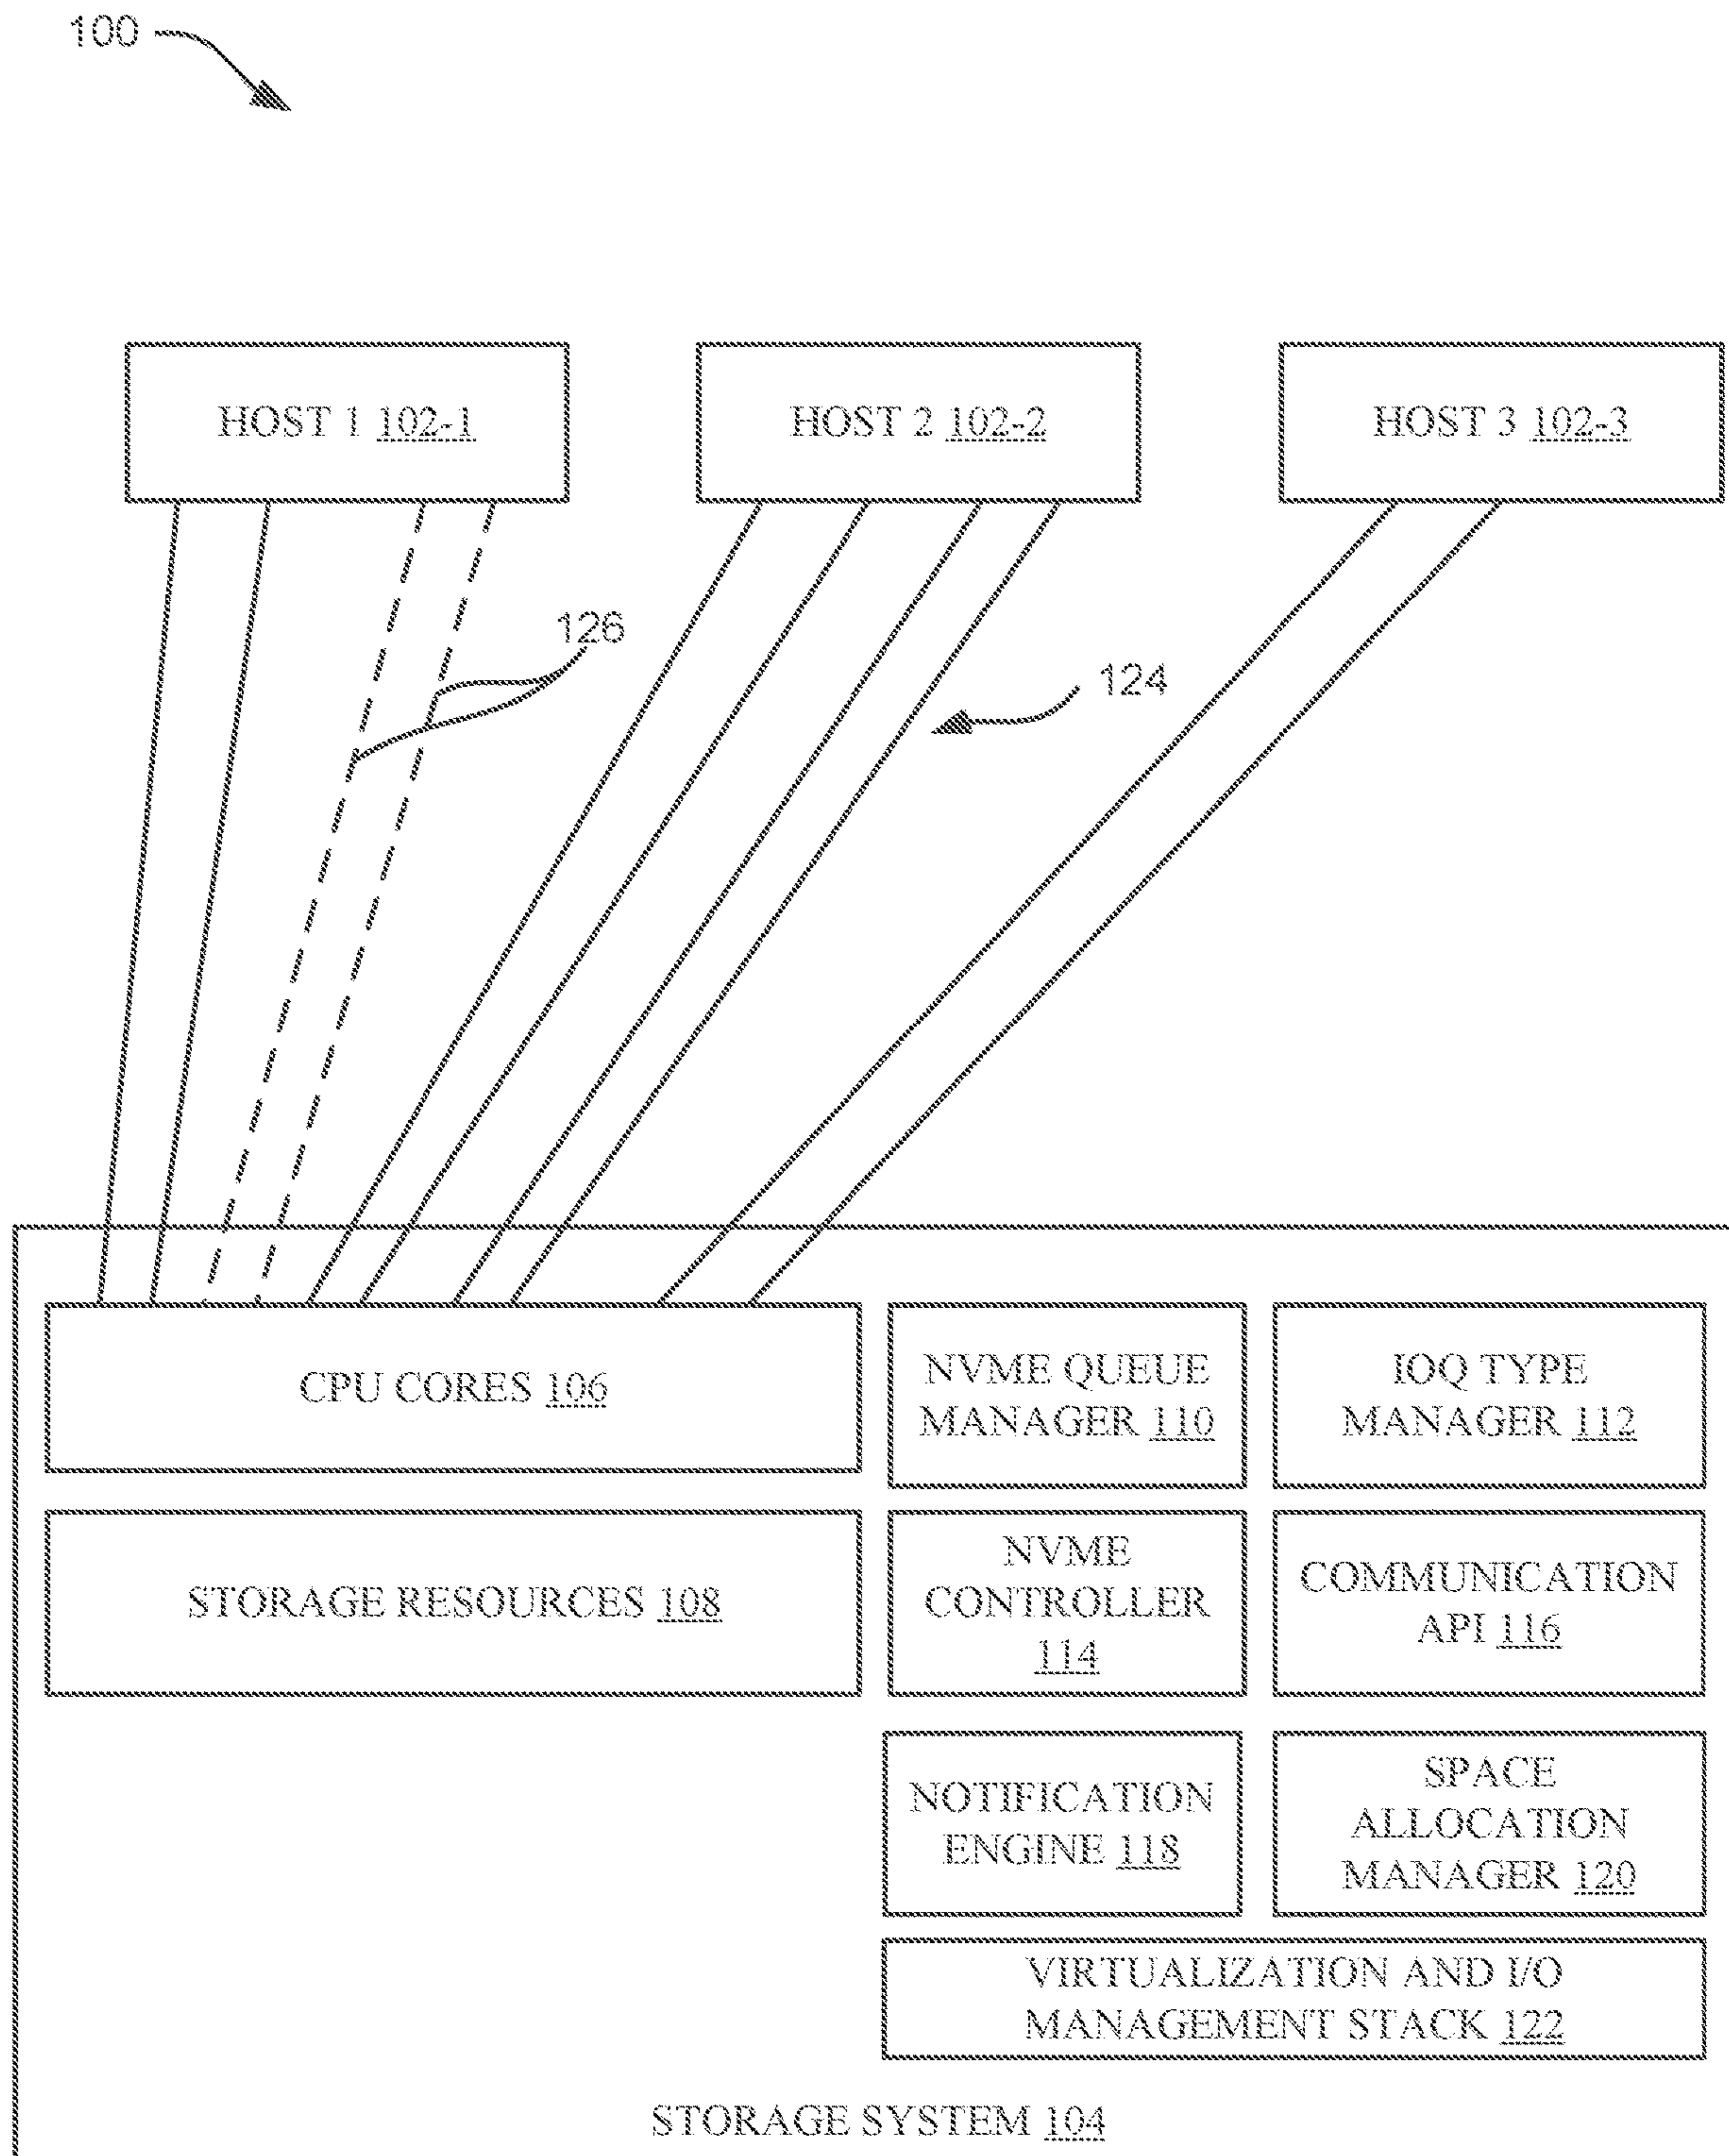 100
HOST 1 102-1
HOST 2 102-2
HOST 3 102-3
126
124
CPU CORES 106
NVME QUEUE
MANAGER 110
IOQ TYPE
MANAGER 112
STORAGE RESOURCES 108
NVME
CONTROLLER
114
COMMUNICATION
API 116
NOTIFICATION
ENGINE 118
SPACE
ALLOCATION
MANAGER 120
VIRTUALIZATION AND I/O
MANAGEMENT STACK 122
STORAGE SYSTEM 104